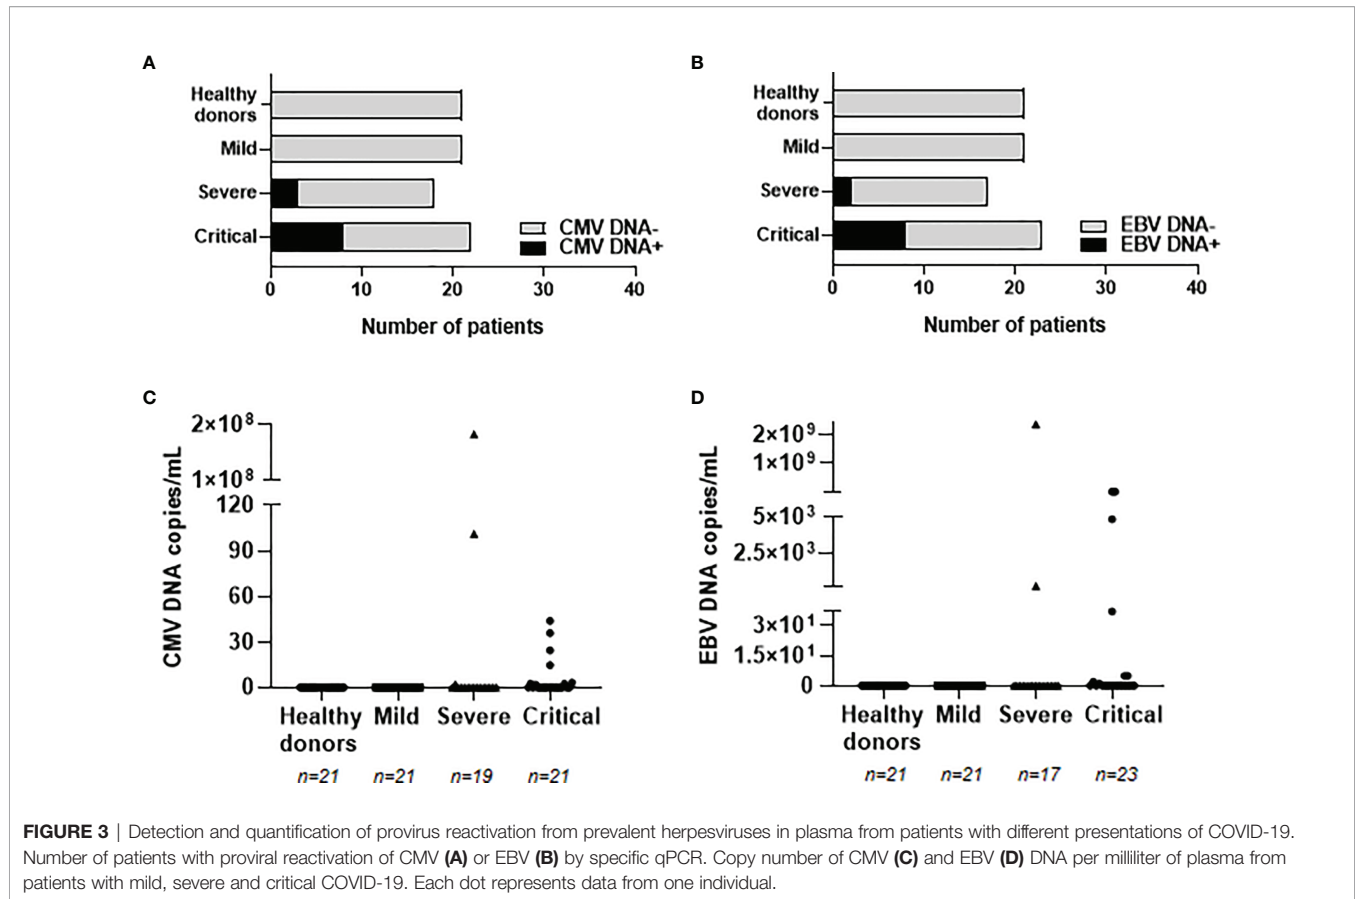 A
Healthy
donors
Mild
Severe
Critical
CMV DNA-
CMV DNA+
0 10 20 30 40
Number of patients
B
Healthy
donors
Mild
Severe
Critical
EBV DNA-
EBV DNA+
0 10 20 30 40
Number of patients
C
CMV DNA copies/mL
2×10⁸
1×10⁸
120
90
60
30
0
Healthy donors Mild Severe Critical
n=21 n=21 n=19 n=21
D
EBV DNA copies/mL
2×10⁹
1×10⁹
5×10³
2.5×10³
3×10¹
1.5×10¹
0
Healthy donors Mild Severe Critical
n=21 n=21 n=17 n=23
FIGURE 3 | Detection and quantification of provirus reactivation from prevalent herpesviruses in plasma from patients with different presentations of COVID-19.
Number of patients with proviral reactivation of CMV (A) or EBV (B) by specific qPCR. Copy number of CMV (C) and EBV (D) DNA per milliliter of plasma from
patients with mild, severe and critical COVID-19. Each dot represents data from one individual.